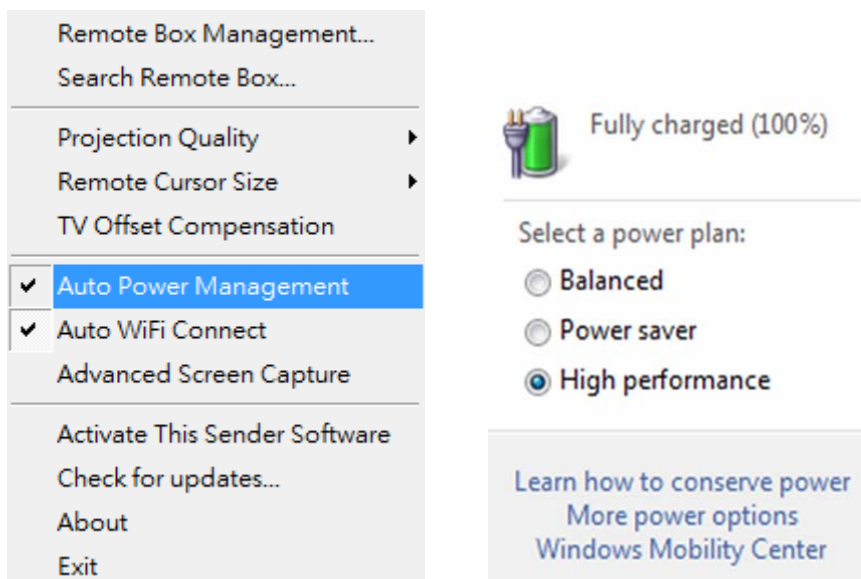 Remote Box Management...
Search Remote Box...
Projection Quality
Remote Cursor Size
TV Offset Compensation
Auto Power Management
Auto WiFi Connect
Advanced Screen Capture
Activate This Sender Software
Check for updates...
About
Exit
Fully charged (100%)
Select a power plan:
Balanced
Power saver
High performance
Learn how to conserve power
More power options
Windows Mobility Center